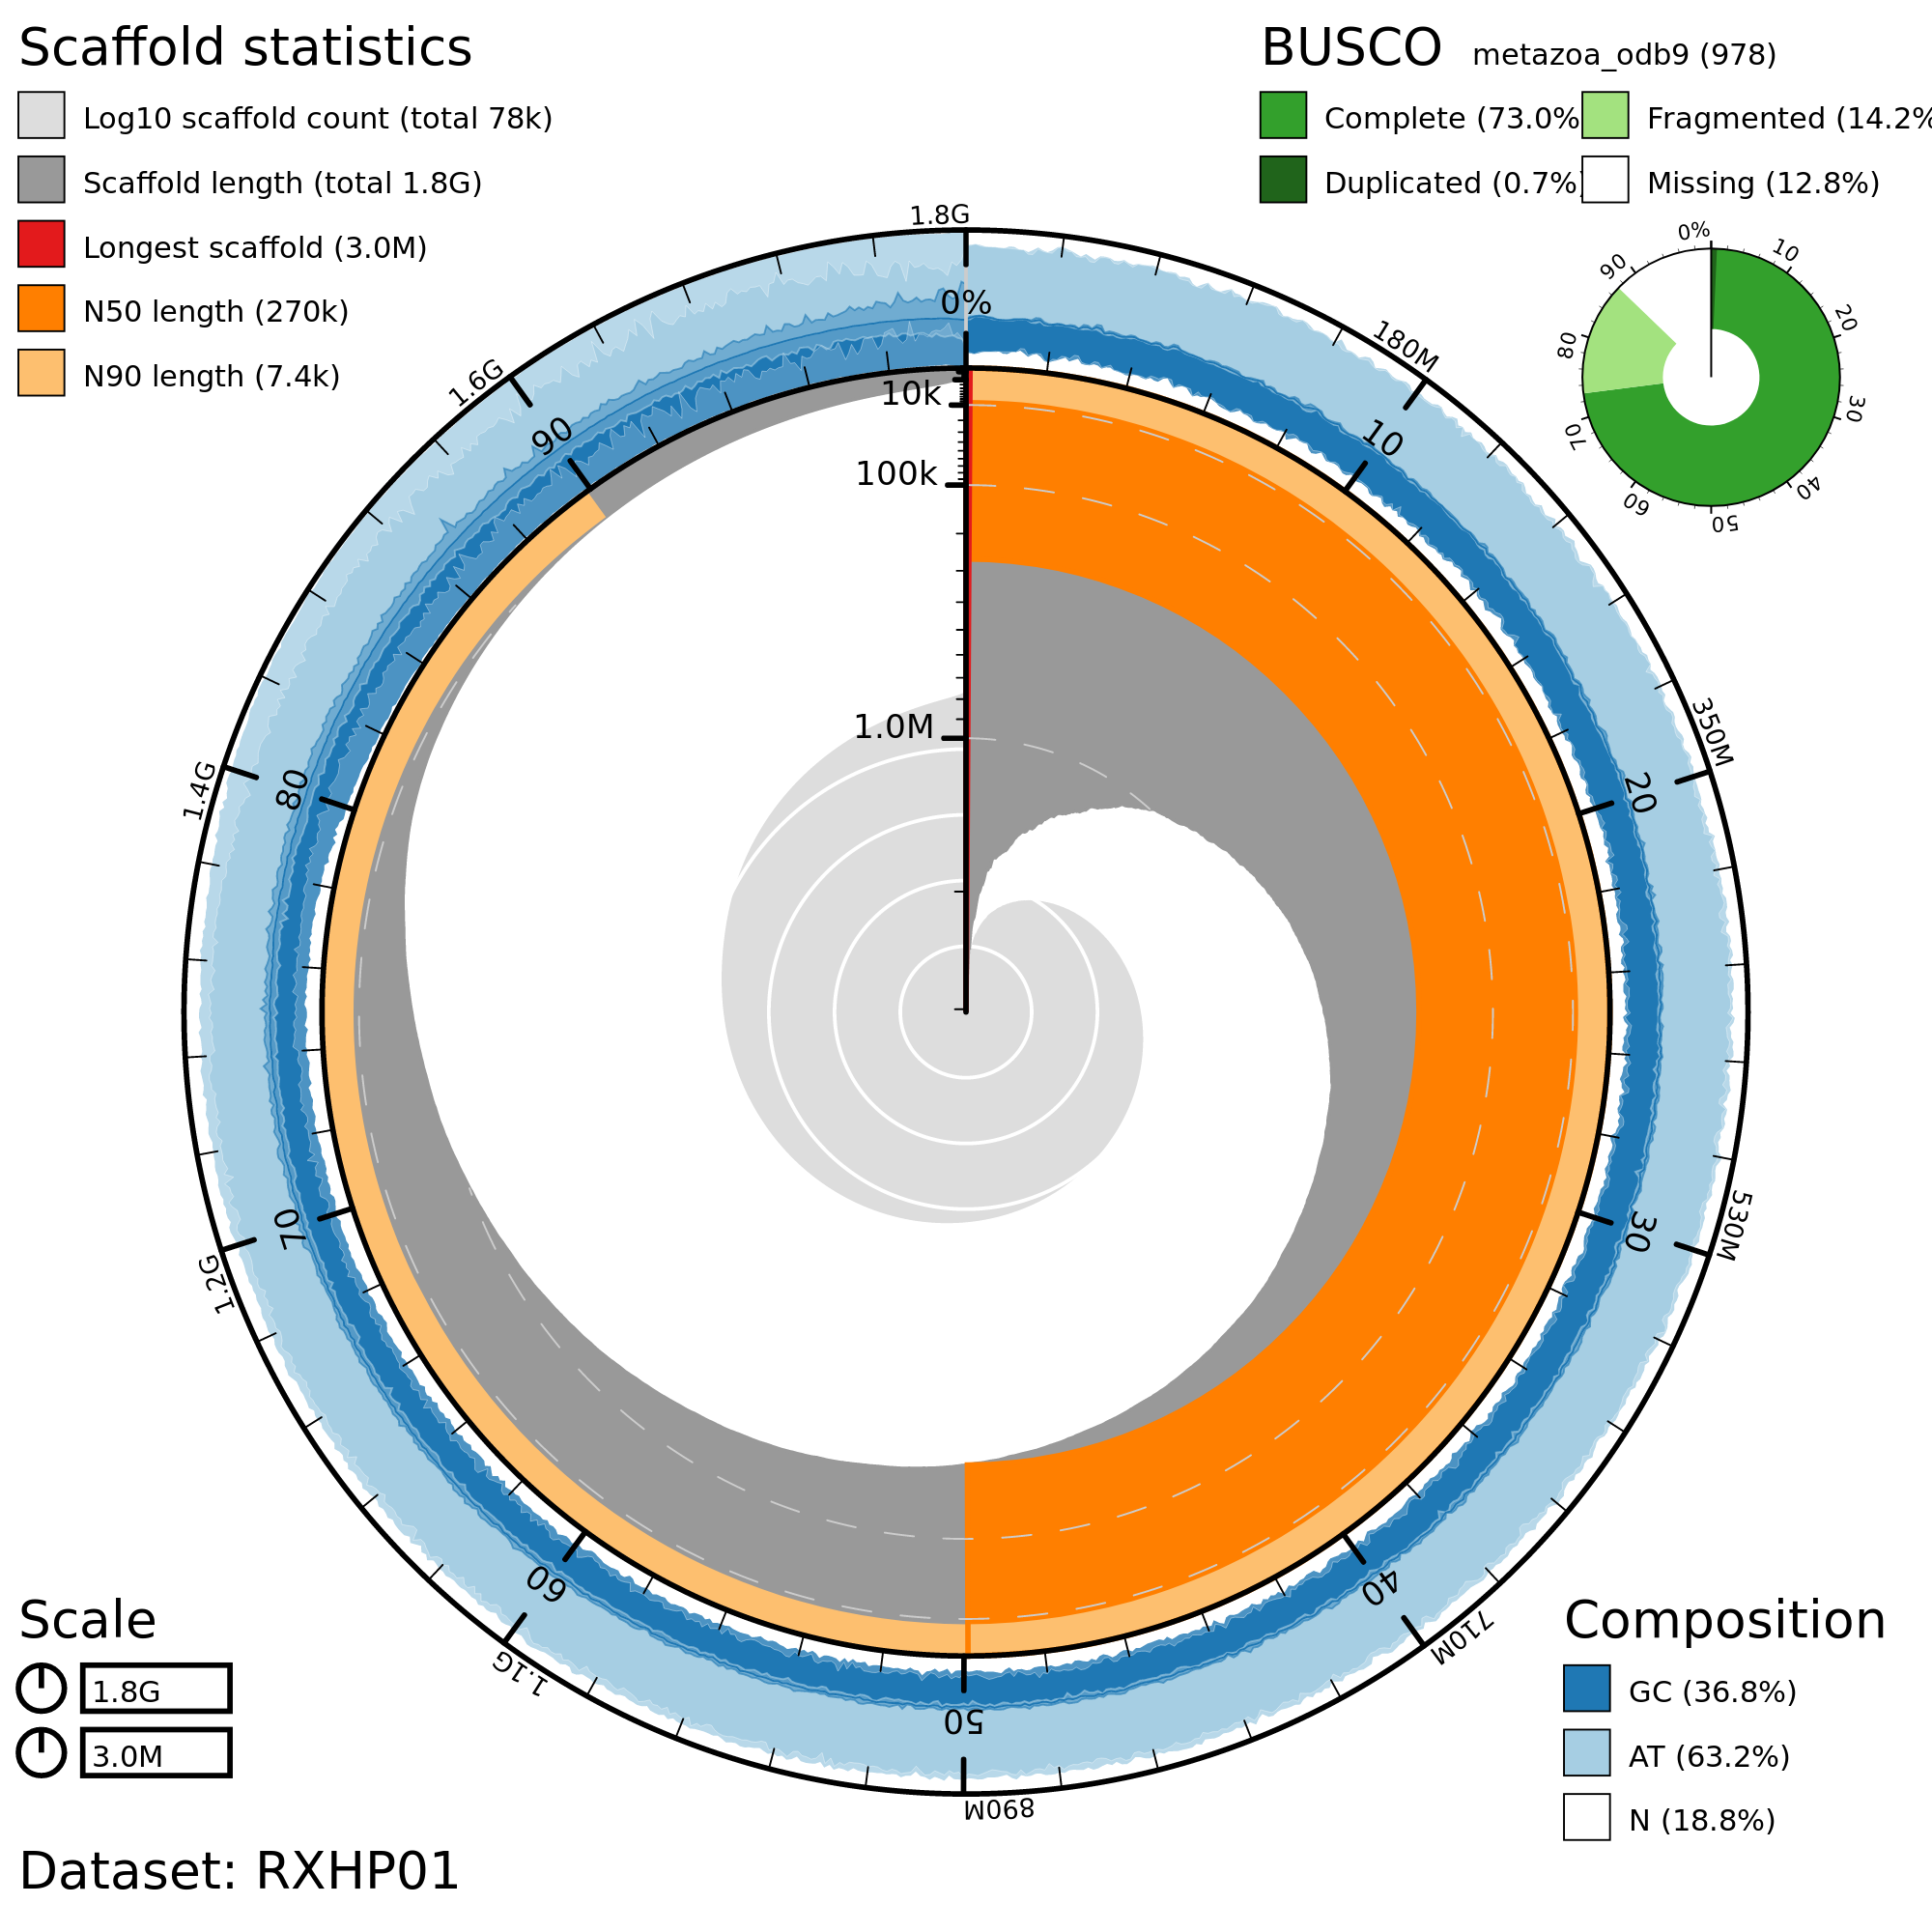 Scaffold statistics
Log10 scaffold count (total 78k)
Scaffold length (total 1.8G)
Longest scaffold (3.0M)
N50 length (270k)
N90 length (7.4k)
BUSCO metazoa_odb9 (978)
Complete (73.0%
Fragmented (14.2%
Duplicated (0.7%)
Missing (12.8%)
0%
10
20
30
40
50
60
70
80
90
1.8G
180M
350M
530M
710M
890M
1.1G
1.2G
1.4G
1.6G
0%
10
20
30
40
50
60
70
80
90
10k
100k
1.0M
Scale
1.8G
3.0M
Composition
GC (36.8%)
AT (63.2%)
N (18.8%)
Dataset: RXHP01